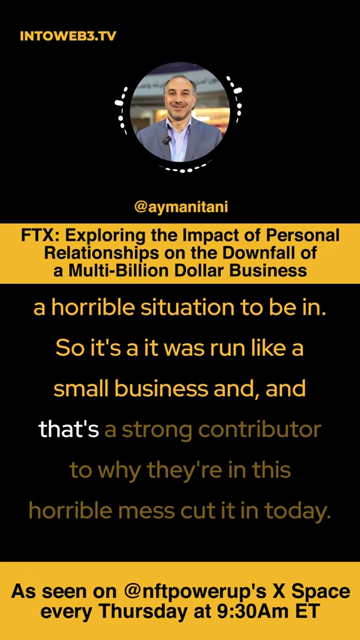 INTOWEB3.TV
@aymanitani
FTX: Exploring the Impact of Personal
Relationships on the Downfall of
a Multi-Billion Dollar Business
a horrible situation to be in.
So it's a it was run like a
small business and, and
that's a strong contributor
to why they're in this
horrible mess cut it in today.
As seen on @nftpowerup's X Space
every Thursday at 9:30Am ET